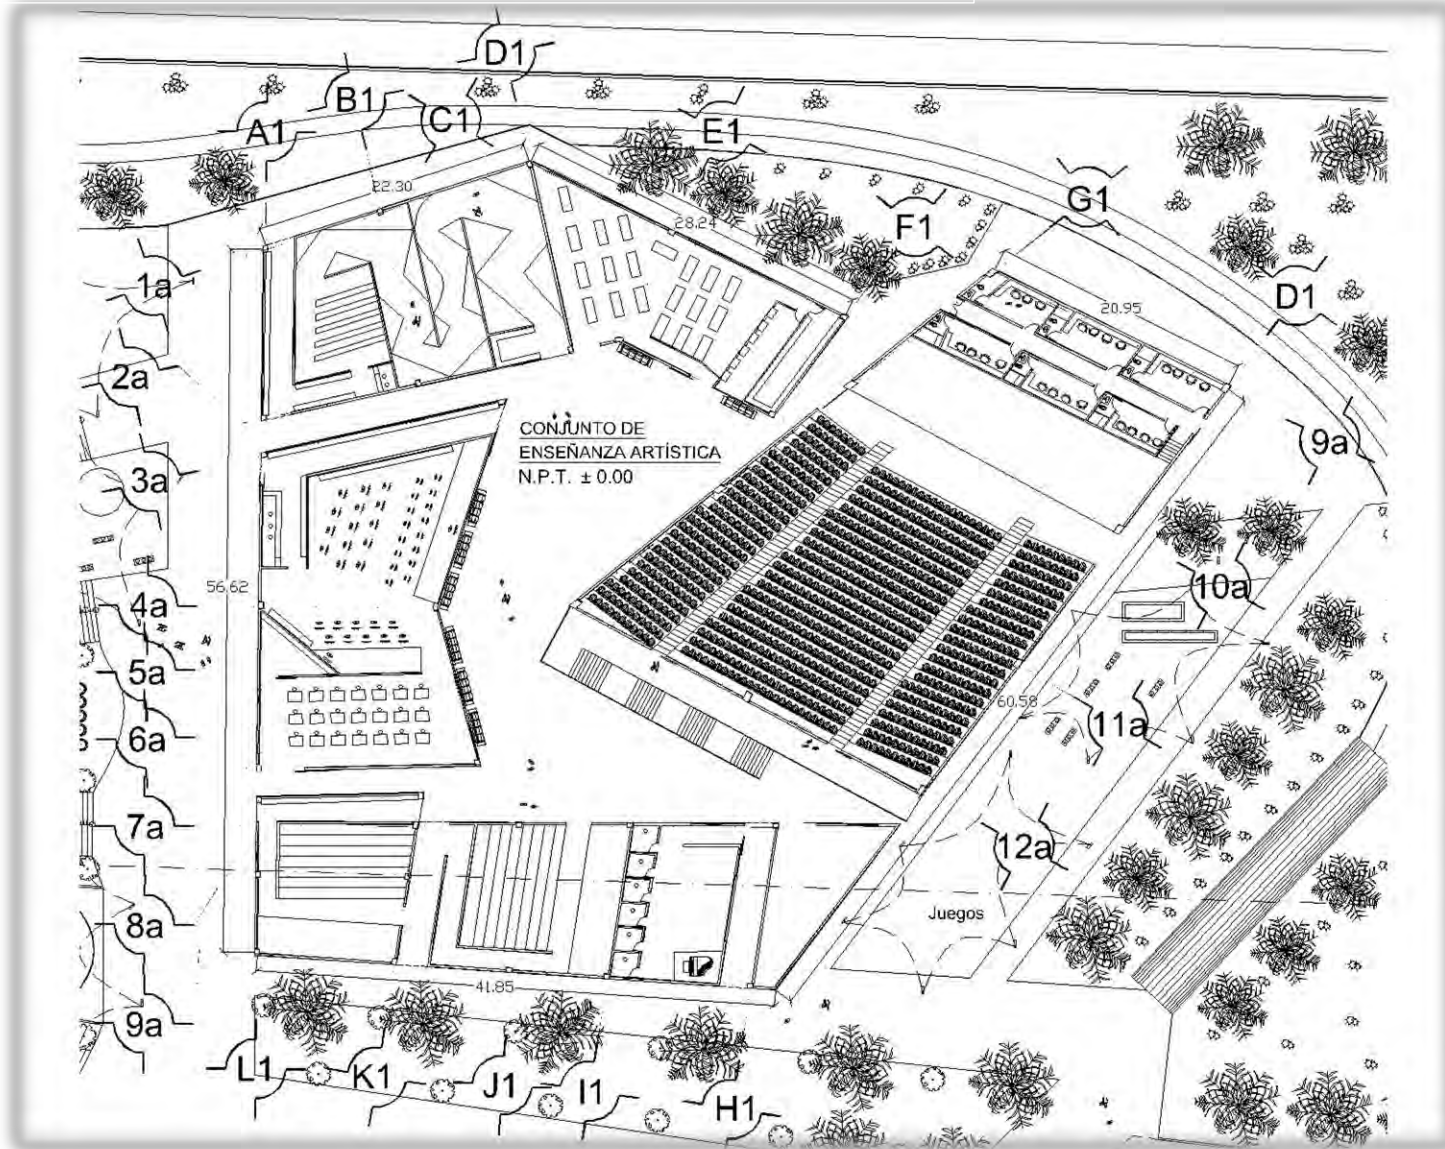 D1
B1
C1
A1
E1
G1
F1
22.30
28.24
1a
D1
20.95
2a
CONJUNTO DE
ENSEÑANZA ARTÍSTICA
N.P.T. ± 0.00
9a
3a
56.62
10a
4a
5a
60.58
11a
6a
7a
12a
8a
Juegos
41.85
9a
L1
K1
J1
I1
H1